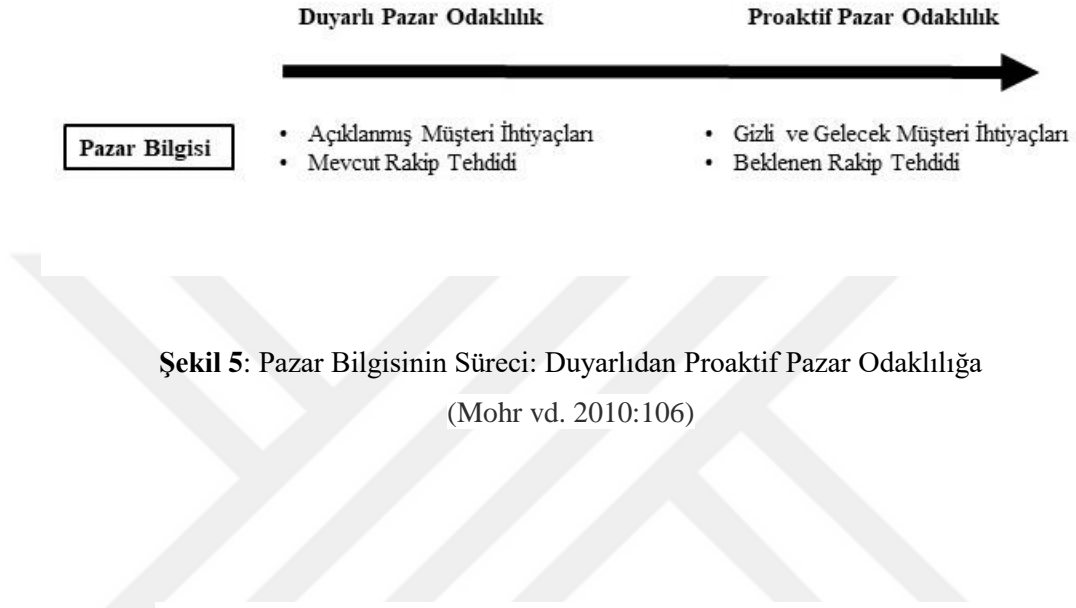 Duyarlı Pazar Odaklılık Proaktif Pazar Odaklılık
Pazar Bilgisi
• Açıklanmış Müşteri İhtiyaçları
• Mevcut Rakip Tehdidi
• Gizli ve Gelecek Müşteri İhtiyaçları
• Beklenen Rakip Tehdidi
Şekil 5: Pazar Bilgisinin Süreci: Duyarlıdan Proaktif Pazar Odaklılığa
(Mohr vd. 2010:106)